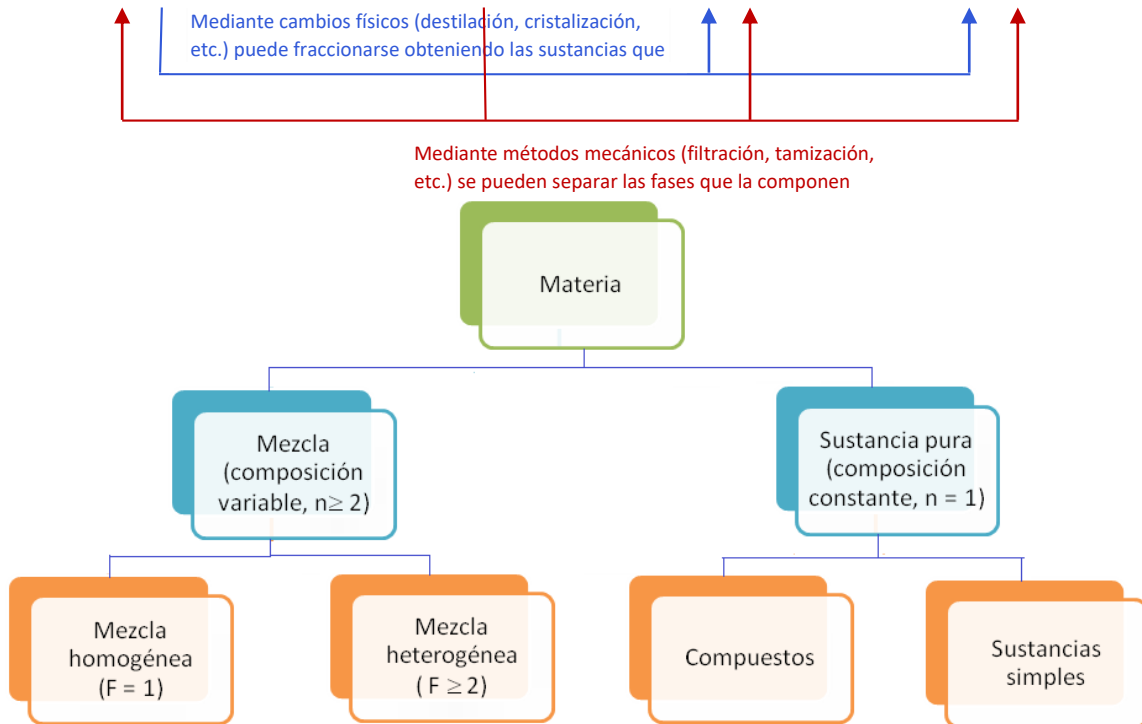 Mediante cambios físicos (destilación, cristalización,
etc.) puede fraccionarse obteniendo las sustancias que
Mediante métodos mecánicos (filtración, tamización,
etc.) se pueden separar las fases que la componen
Materia
Mezcla
(composición
variable, n≥ 2)
Sustancia pura
(composición
constante, n = 1)
Mezcla
homogénea
(F = 1)
Mezcla
heterogénea
( F ≥ 2)
Compuestos
Sustancias
simples